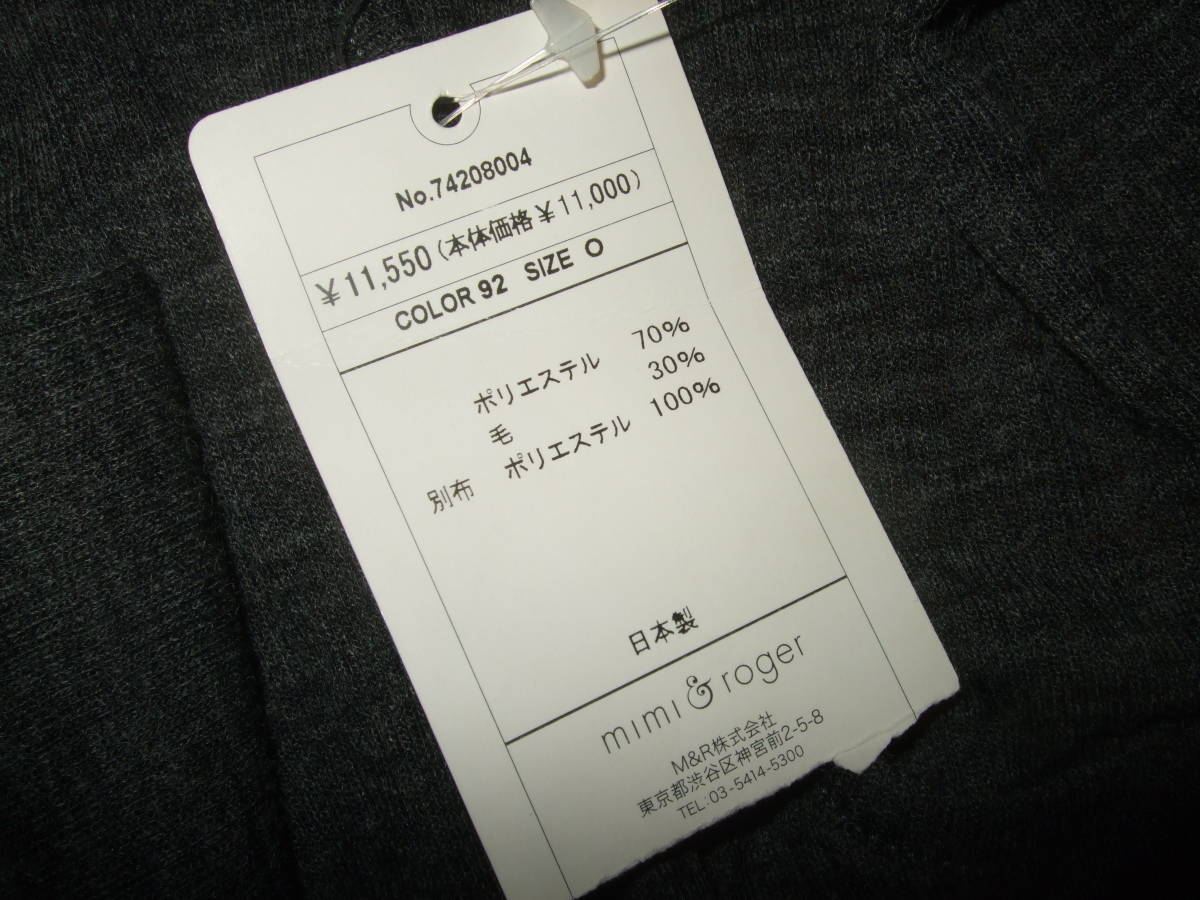 No.74208004
¥11,550(本体価格¥11,000)
COLOR 92 SIZE O
ポリエステル 70%
毛 30%
別布 ポリエステル 100%
日本製
mimi & roger
M&R株式会社
東京都渋谷区神宮前2-5-8
TEL:03-5414-5300